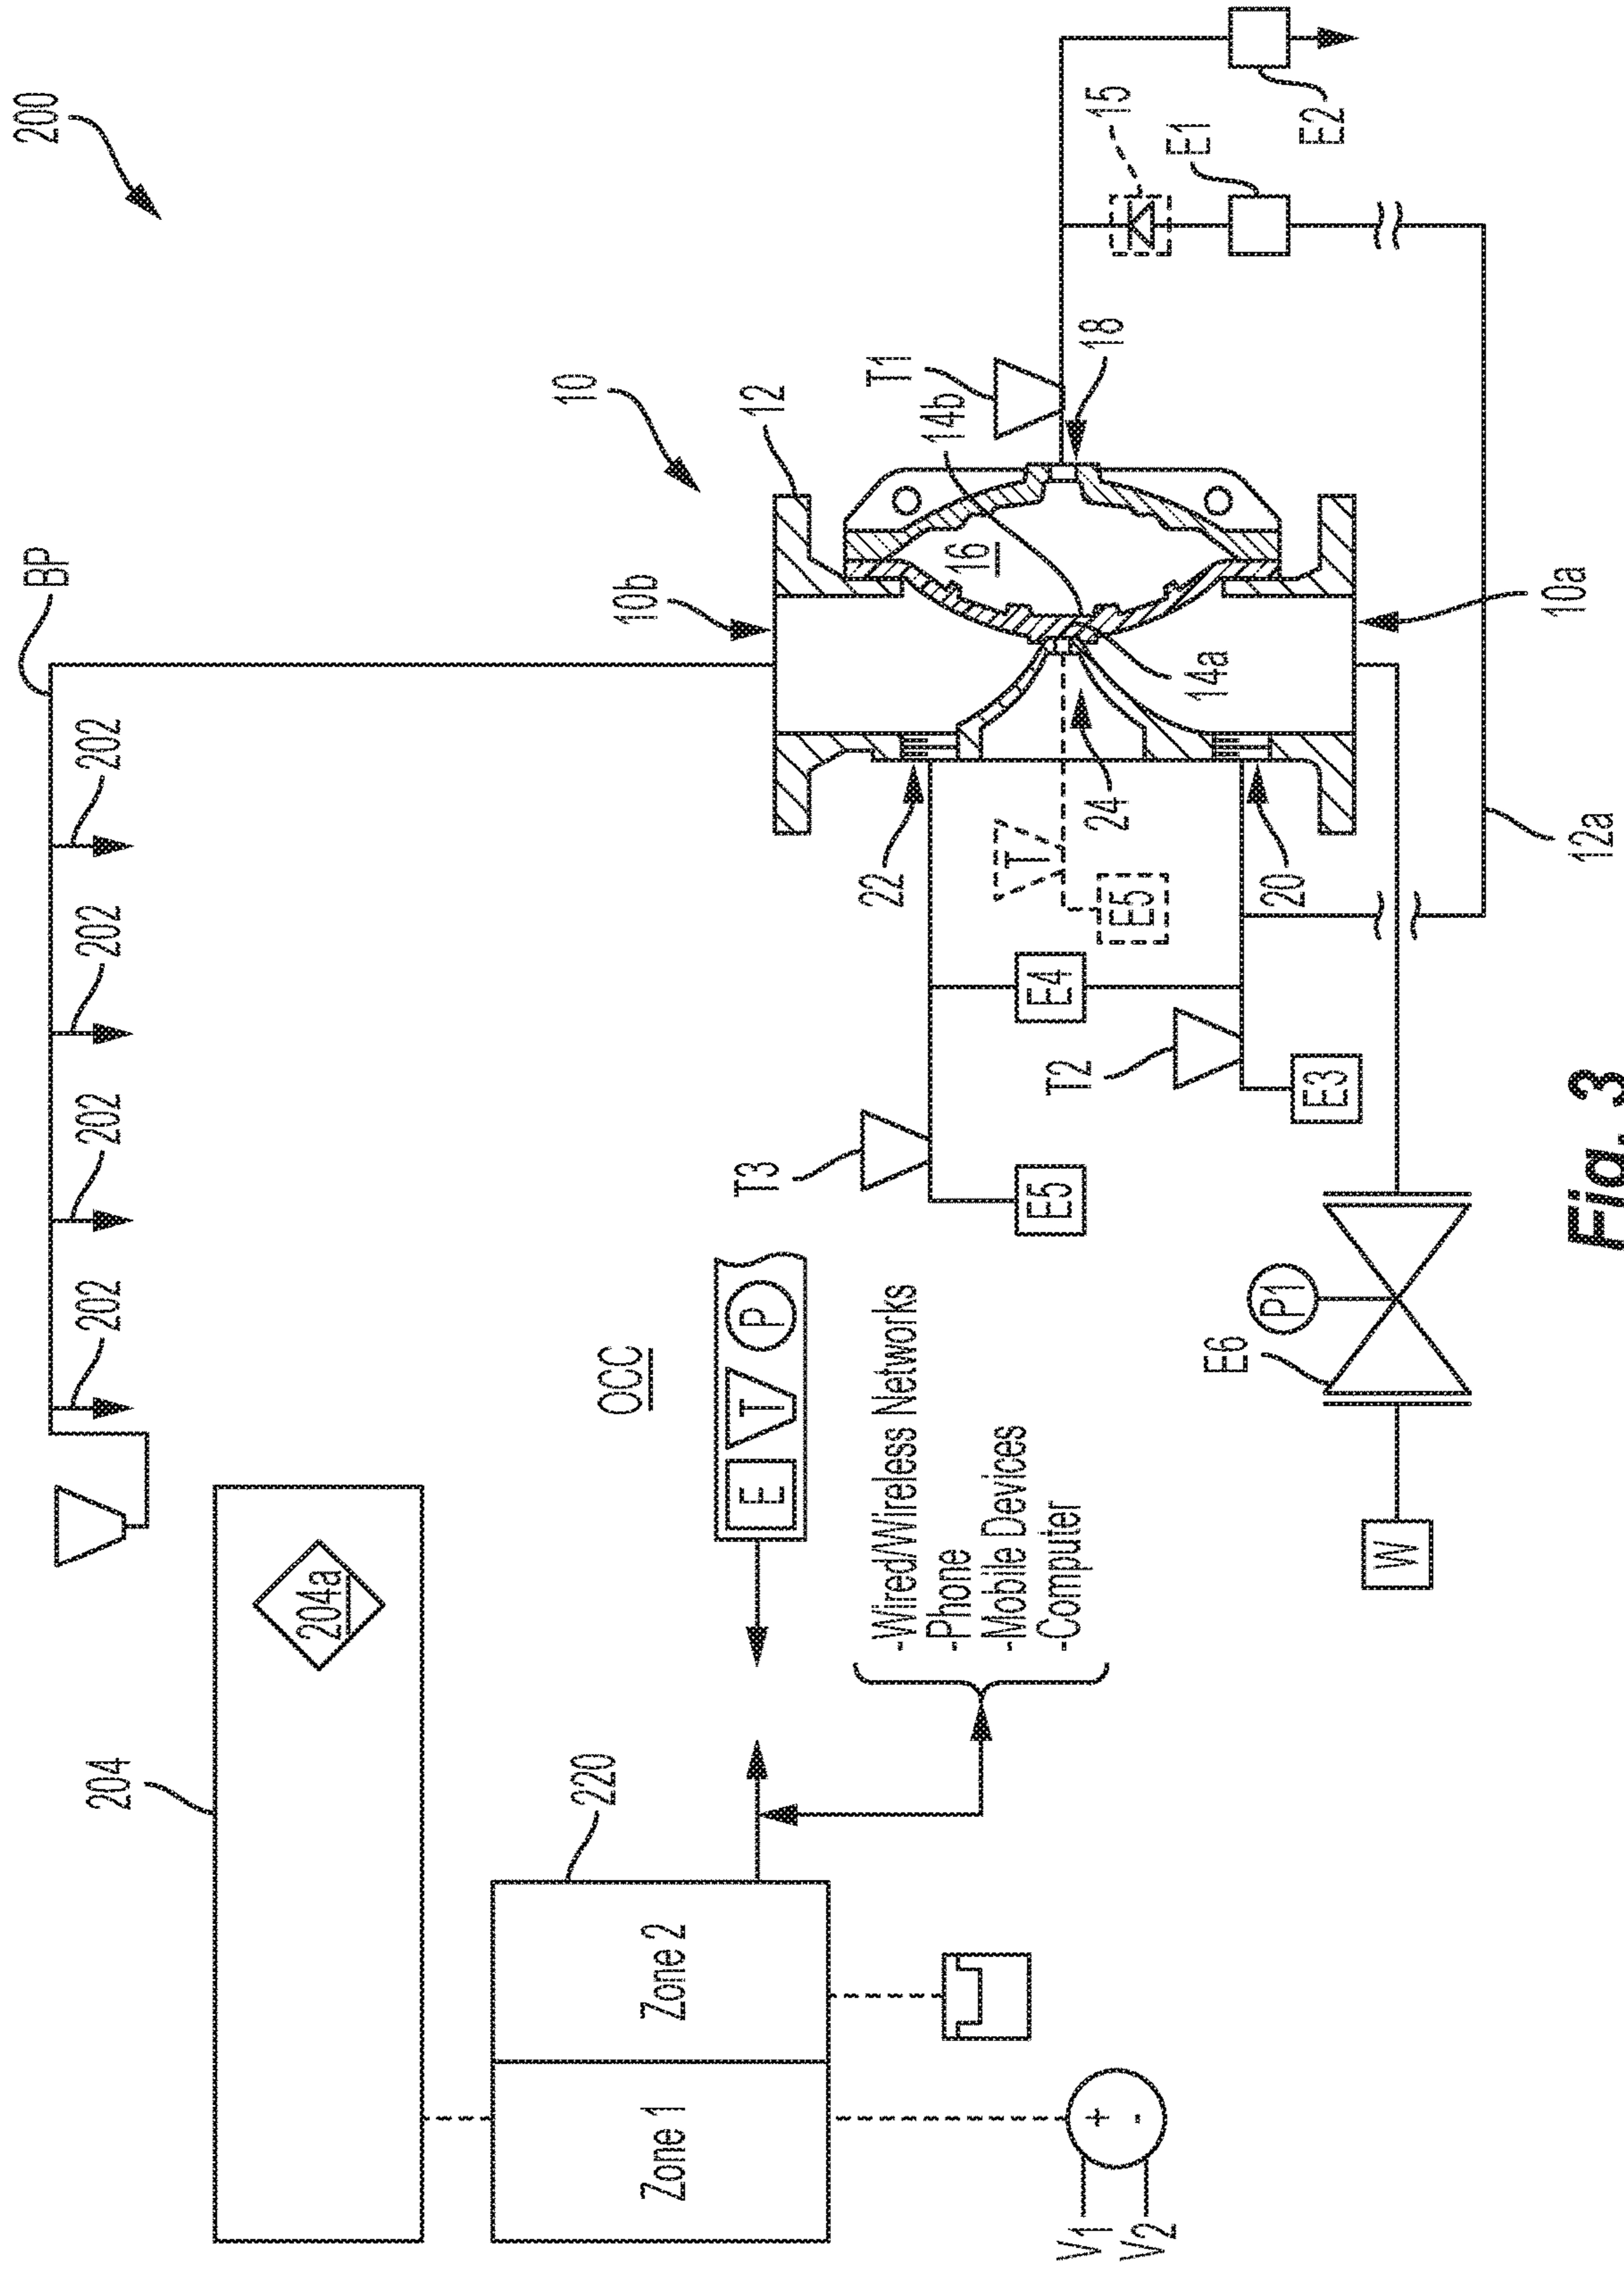 200
BP
204
202
202
202
202
204a
10
220
OCC
10b
Zone 1
Zone 2
E T P
T3
12
-Wired/Wireless Networks
-Phone
-Mobile Devices
-Computer
22
T1
14b
16
T
E5
E4
T2
E5
24
18
15
V1
V2
+
-
E1
14a
E6
P1
20
E3
E2
W
12a
10a
Fig. 3